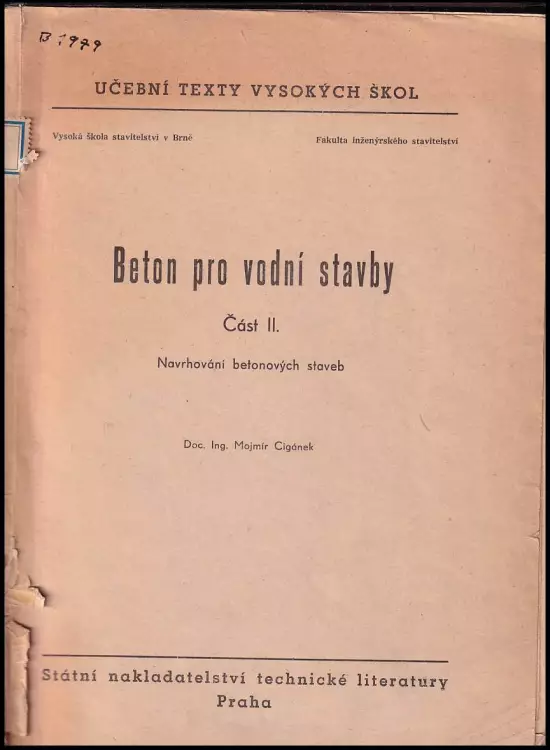 B 1979
UČEBNÍ TEXTY VYSOKÝCH ŠKOL
Vysoká škola stavitelství v Brně Fakulta inženýrského stavitelství
Beton pro vodní stavby
Část II.
Navrhování betonových staveb
Doc. Ing. Mojmír Cigánek
Státní nakladatelství technické literatury
Praha